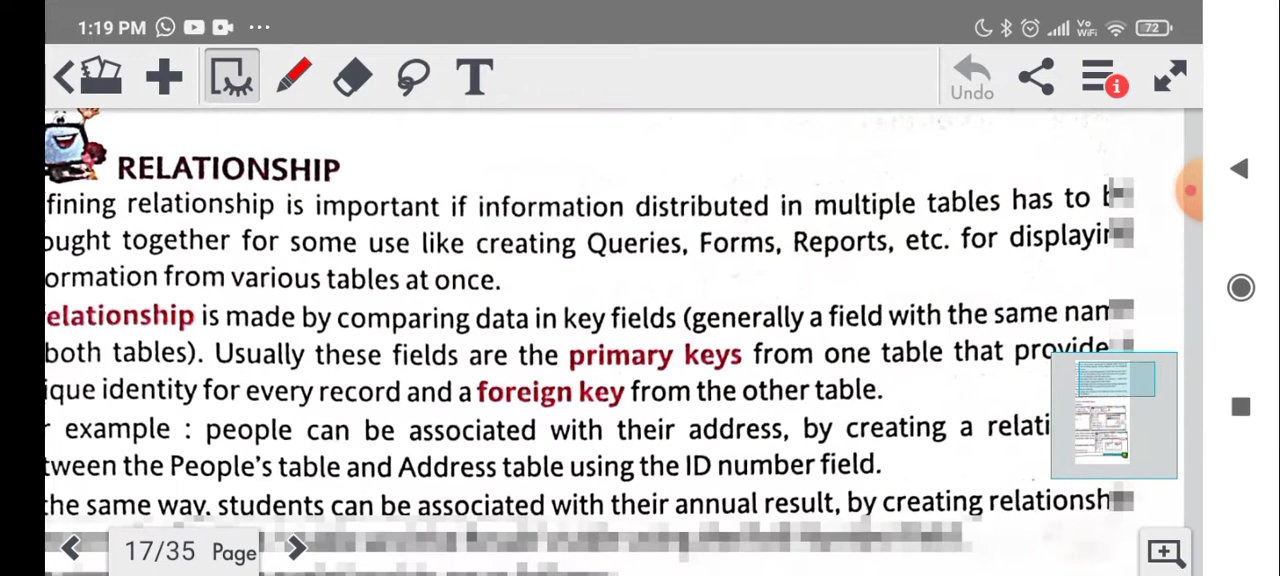 1:19 PM
Vo
WiFi
72
T
Undo
i
RELATIONSHIP
fining relationship is important if information distributed in multiple tables has to
ought together for some use like creating Queries, Forms, Reports, etc. for displayin
ormation from various tables at once.
elationship is made by comparing data in key fields (generally a field with the same nam
both tables). Usually these fields are the primary keys from one table that provide
ique identity for every record and a foreign key from the other table.
r example : people can be associated with their address, by creating a relati
tween the People's table and Address table using the ID number field.
the same way, students can be associated with their annual result, by creating relationsh
17/35 Page